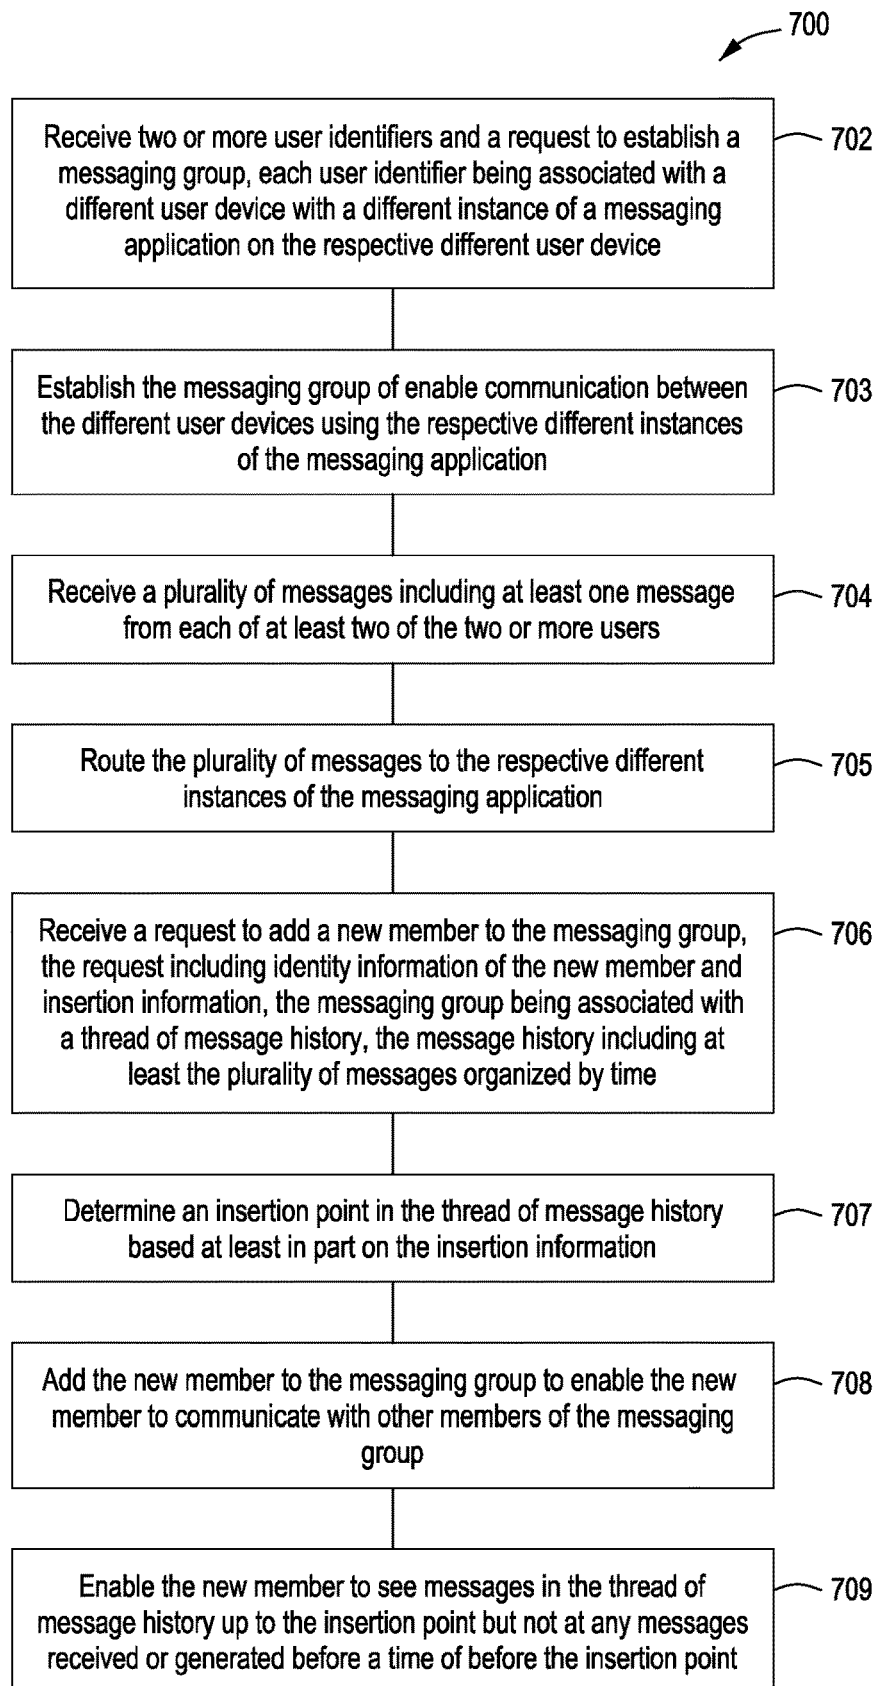 700
Receive two or more user identifiers and a request to establish a
messaging group, each user identifier being associated with a
different user device with a different instance of a messaging
application on the respective different user device
702
Establish the messaging group of enable communication between
the different user devices using the respective different instances
of the messaging application
703
Receive a plurality of messages including at least one message
from each of at least two of the two or more users
704
Route the plurality of messages to the respective different
instances of the messaging application
705
Receive a request to add a new member to the messaging group,
the request including identity information of the new member and
insertion information, the messaging group being associated with
a thread of message history, the message history including at
least the plurality of messages organized by time
706
Determine an insertion point in the thread of message history
based at least in part on the insertion information
707
Add the new member to the messaging group to enable the new
member to communicate with other members of the messaging
group
708
Enable the new member to see messages in the thread of
message history up to the insertion point but not at any messages
received or generated before a time of before the insertion point
709